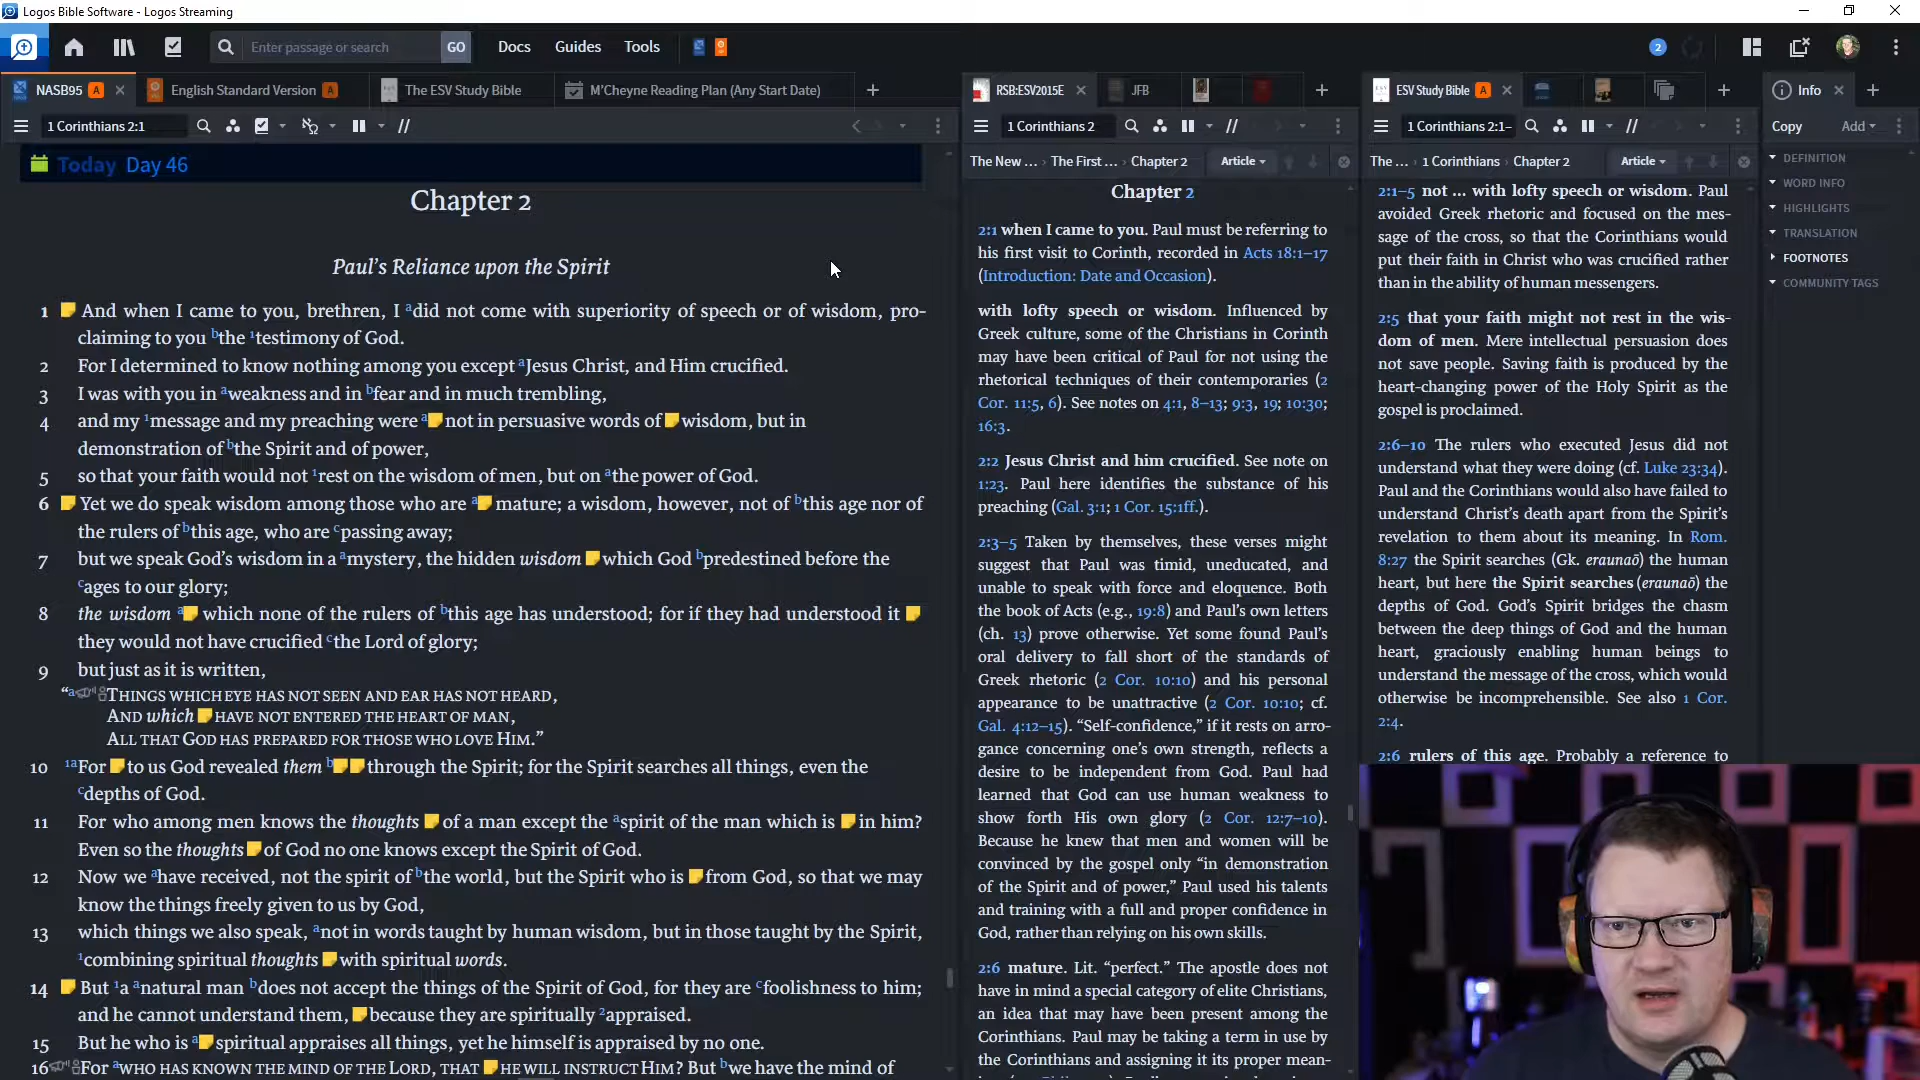 Logos Bible Software - Logos Streaming
Enter passage or search
GO
Docs
Guides
Tools
2
NASB95 A
English Standard Version A
The ESV Study Bible
M'Cheyne Reading Plan (Any Start Date)
1 Corinthians 2:1
Today Day 46
Chapter 2
Paul's Reliance upon the Spirit
1 And when I came to you, brethren, I ᵃdid not come with superiority of speech or of wisdom, pro-
claiming to you ᵇthe ¹testimony of God.
2 For I determined to know nothing among you except ᵃJesus Christ, and Him crucified.
3 I was with you in ᵃweakness and in ᵇfear and in much trembling,
4 and my ¹message and my preaching were ᵃnot in persuasive words of wisdom, but in
demonstration of ᵇthe Spirit and of power,
5 so that your faith would not ¹rest on the wisdom of men, but on ᵃthe power of God.
6 Yet we do speak wisdom among those who are ᵃmature; a wisdom, however, not of ᵇthis age nor of
the rulers of ᵇthis age, who are ᶜpassing away;
7 but we speak God's wisdom in a ᵃmystery, the hidden wisdom which God ᵇpredestined before the
ᶜages to our glory;
8 the wisdom ᵃ which none of the rulers of ᵇthis age has understood; for if they had understood it
they would not have crucified ᶜthe Lord of glory;
9 but just as it is written,
“ᵃTHINGS WHICH EYE HAS NOT SEEN AND EAR HAS NOT HEARD,
AND which HAVE NOT ENTERED THE HEART OF MAN,
ALL THAT GOD HAS PREPARED FOR THOSE WHO LOVE HIM.”
10 ¹ᵃFor to us God revealed them ᵇthrough the Spirit; for the Spirit searches all things, even the
ᶜdepths of God.
11 For who among men knows the thoughts of a man except the ᵃspirit of the man which is in him?
Even so the thoughts of God no one knows except the Spirit of God.
12 Now we ᵃhave received, not the spirit of ᵇthe world, but the Spirit who is from God, so that we may
know the things freely given to us by God,
13 which things we also speak, ᵃnot in words taught by human wisdom, but in those taught by the Spirit,
¹combining spiritual thoughts with spiritual words.
14 But ¹a ᵃnatural man ᵇdoes not accept the things of the Spirit of God, for they are ᶜfoolishness to him;
and he cannot understand them, because they are spiritually ²appraised.
15 But he who is ᵃspiritual appraises all things, yet he himself is appraised by no one.
16 For ᵃWHO HAS KNOWN THE MIND OF THE LORD, THAT HE WILL INSTRUCT HIM? But ᵇwe have the mind of
RSB:ESV2015E
JFB
1 Corinthians 2
The New ... › The First ... › Chapter 2
Article
Chapter 2
2:1 when I came to you. Paul must be referring to
his first visit to Corinth, recorded in Acts 18:1–17
(Introduction: Date and Occasion).
with lofty speech or wisdom. Influenced by
Greek culture, some of the Christians in Corinth
may have been critical of Paul for not using the
rhetorical techniques of their contemporaries (2
Cor. 11:5, 6). See notes on 4:1, 8–13; 9:3, 19; 10:30;
16:3.
2:2 Jesus Christ and him crucified. See note on
1:23. Paul here identifies the substance of his
preaching (Gal. 3:1; 1 Cor. 15:1ff.).
2:3–5 Taken by themselves, these verses might
suggest that Paul was timid, uneducated, and
unable to speak with force and eloquence. Both
the book of Acts (e.g., 19:8) and Paul's own letters
(ch. 13) prove otherwise. Yet some found Paul's
oral delivery to fall short of the standards of
Greek rhetoric (2 Cor. 10:10) and his personal
appearance to be unattractive (2 Cor. 10:10; cf.
Gal. 4:12–15). “Self-confidence,” if it rests on arro-
gance concerning one's own strength, reflects a
desire to be independent from God. Paul had
learned that God can use human weakness to
show forth His own glory (2 Cor. 12:7–10).
Because he knew that men and women will be
convinced by the gospel only “in demonstration
of the Spirit and of power,” Paul used his talents
and training with a full and proper confidence in
God, rather than relying on his own skills.
2:6 mature. Lit. “perfect.” The apostle does not
have in mind a special category of elite Christians,
an idea that may have been present among the
Corinthians. Paul may be taking a term in use by
the Corinthians and assigning it its proper mean-
ESV Study Bible A
1 Corinthians 2:1–
The ... › 1 Corinthians › Chapter 2
Article
2:1–5 not ... with lofty speech or wisdom. Paul
avoided Greek rhetoric and focused on the mes-
sage of the cross, so that the Corinthians would
put their faith in Christ who was crucified rather
than in the ability of human messengers.
2:5 that your faith might not rest in the wis-
dom of men. Mere intellectual persuasion does
not save people. Saving faith is produced by the
heart-changing power of the Holy Spirit as the
gospel is proclaimed.
2:6–10 The rulers who executed Jesus did not
understand what they were doing (cf. Luke 23:34).
Paul and the Corinthians would also have failed to
understand Christ's death apart from the Spirit's
revelation to them about its meaning. In Rom.
8:27 the Spirit searches (Gk. eraunaō) the human
heart, but here the Spirit searches (eraunaō) the
depths of God. God's Spirit bridges the chasm
between the deep things of God and the human
heart, graciously enabling human beings to
understand the message of the cross, which would
otherwise be incomprehensible. See also 1 Cor.
2:4.
2:6 rulers of this age. Probably a reference to
Info
Copy
Add
DEFINITION
WORD INFO
HIGHLIGHTS
TRANSLATION
FOOTNOTES
COMMUNITY TAGS